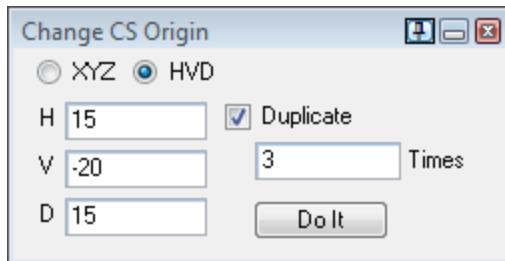 Change CS Origin
XYZ HVD
H 15 Duplicate
V -20 3 Times
D 15 Do It